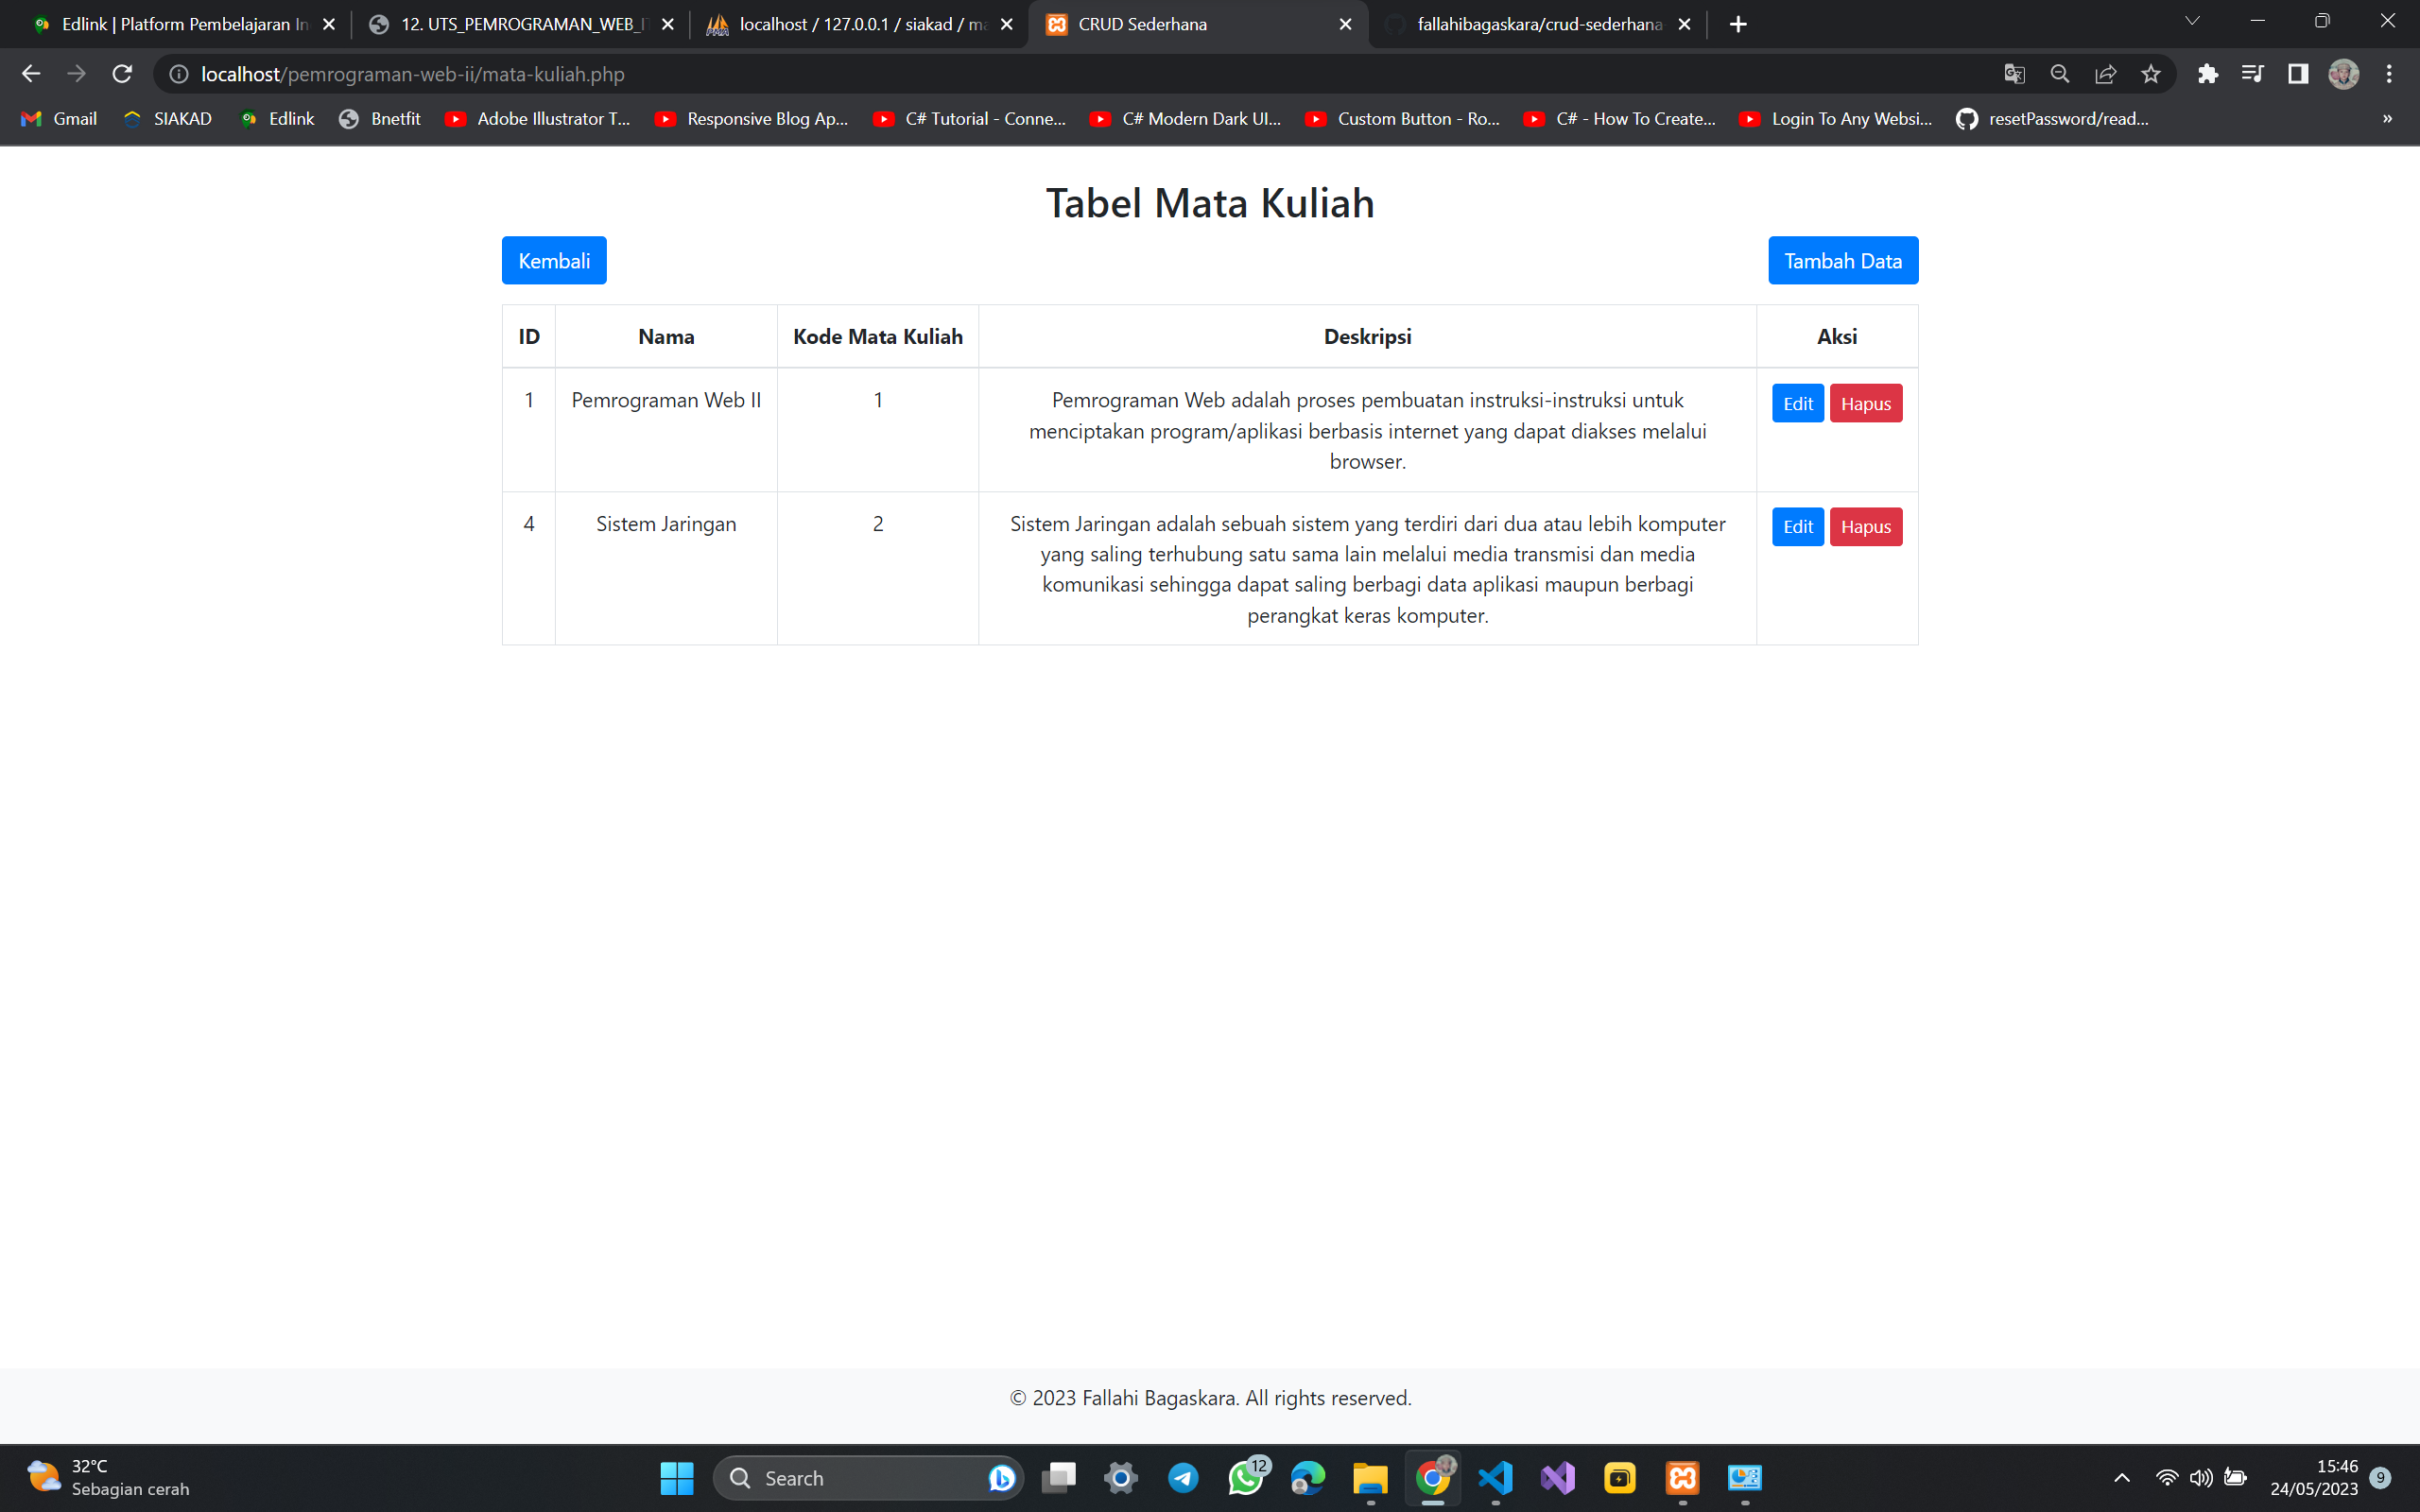 Edlink | Platform Pembelajaran In
12. UTS_PEMROGRAMAN_WEB_IT
localhost / 127.0.0.1 / siakad / ma
CRUD Sederhana
fallahibagaskara/crud-sederhana
localhost/pemrograman-web-ii/mata-kuliah.php
Gmail
SIAKAD
Edlink
Bnetfit
Adobe Illustrator T...
Responsive Blog Ap...
C# Tutorial - Conne...
C# Modern Dark UI...
Custom Button - Ro...
C# - How To Create...
Login To Any Websi...
resetPassword/read...
»
Tabel Mata Kuliah
Kembali
Tambah Data
ID Nama Kode Mata Kuliah Deskripsi Aksi
1 Pemrograman Web II 1 Pemrograman Web adalah proses pembuatan instruksi-instruksi untuk Edit Hapus
menciptakan program/aplikasi berbasis internet yang dapat diakses melalui
browser.
4 Sistem Jaringan 2 Sistem Jaringan adalah sebuah sistem yang terdiri dari dua atau lebih komputer Edit Hapus
yang saling terhubung satu sama lain melalui media transmisi dan media
komunikasi sehingga dapat saling berbagi data aplikasi maupun berbagi
perangkat keras komputer.
© 2023 Fallahi Bagaskara. All rights reserved.
32°C
Sebagian cerah
Search
12
15:46
24/05/2023
9